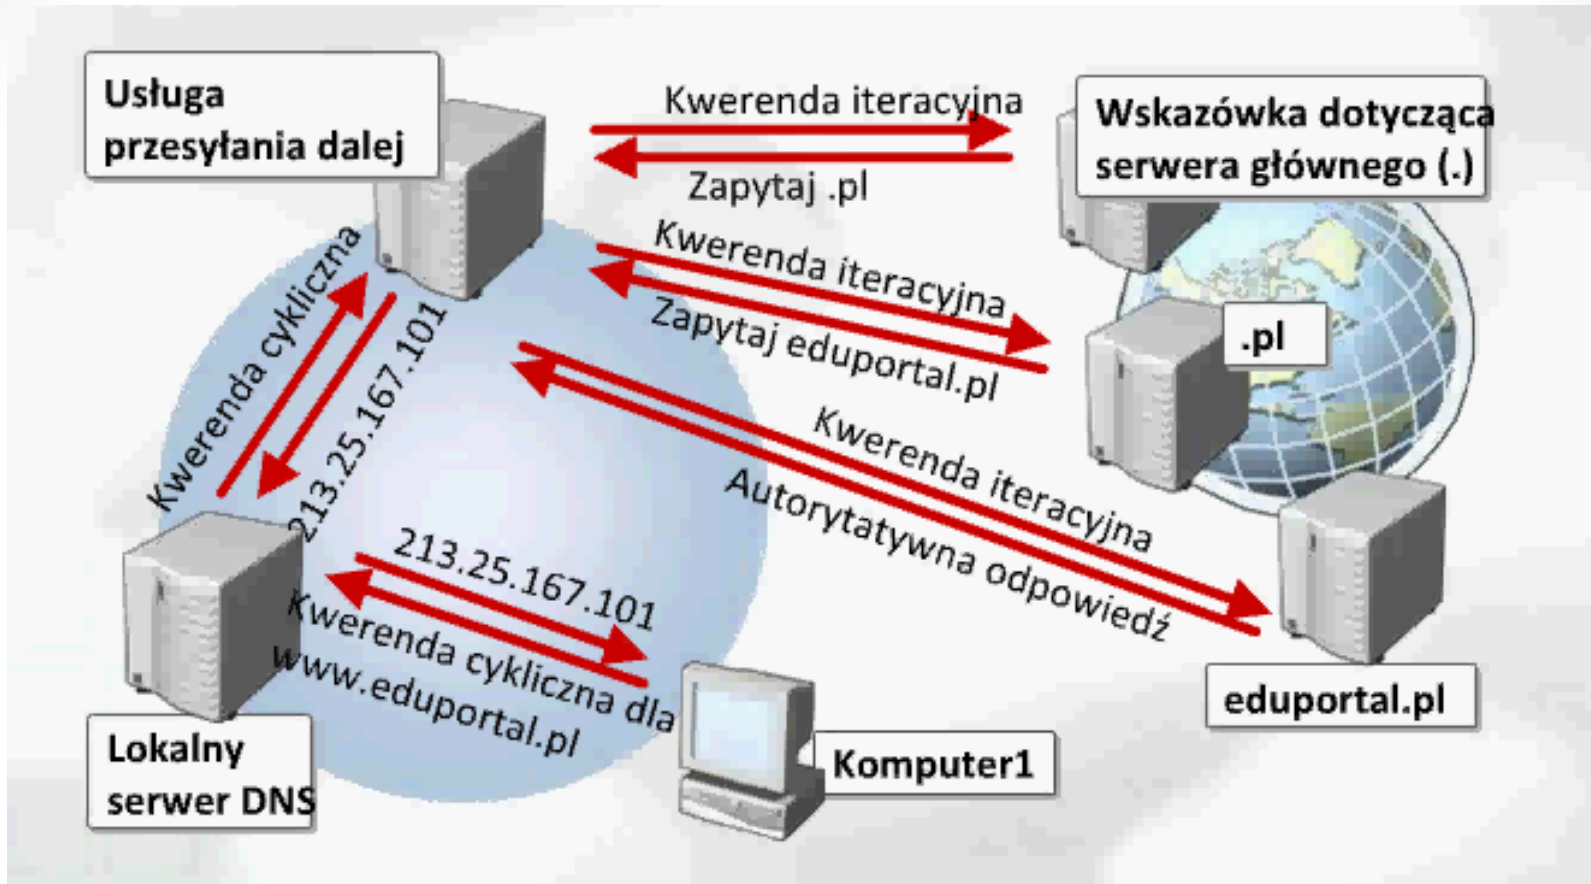 Usługa
przesyłania dalej
Kwerenda iteracyjna
Zapytaj .pl
Wskazówka dotycząca
serwera głównego (.)
Kwerenda iteracyjna
Zapytaj eduportal.pl
.pl
Kwerenda cykliczna
213.25.167.101
Kwerenda iteracyjna
Autorytatywna odpowiedź
213.25.167.101
Kwerenda cykliczna dla
www.eduportal.pl
eduportal.pl
Lokalny
serwer DNS
Komputer1